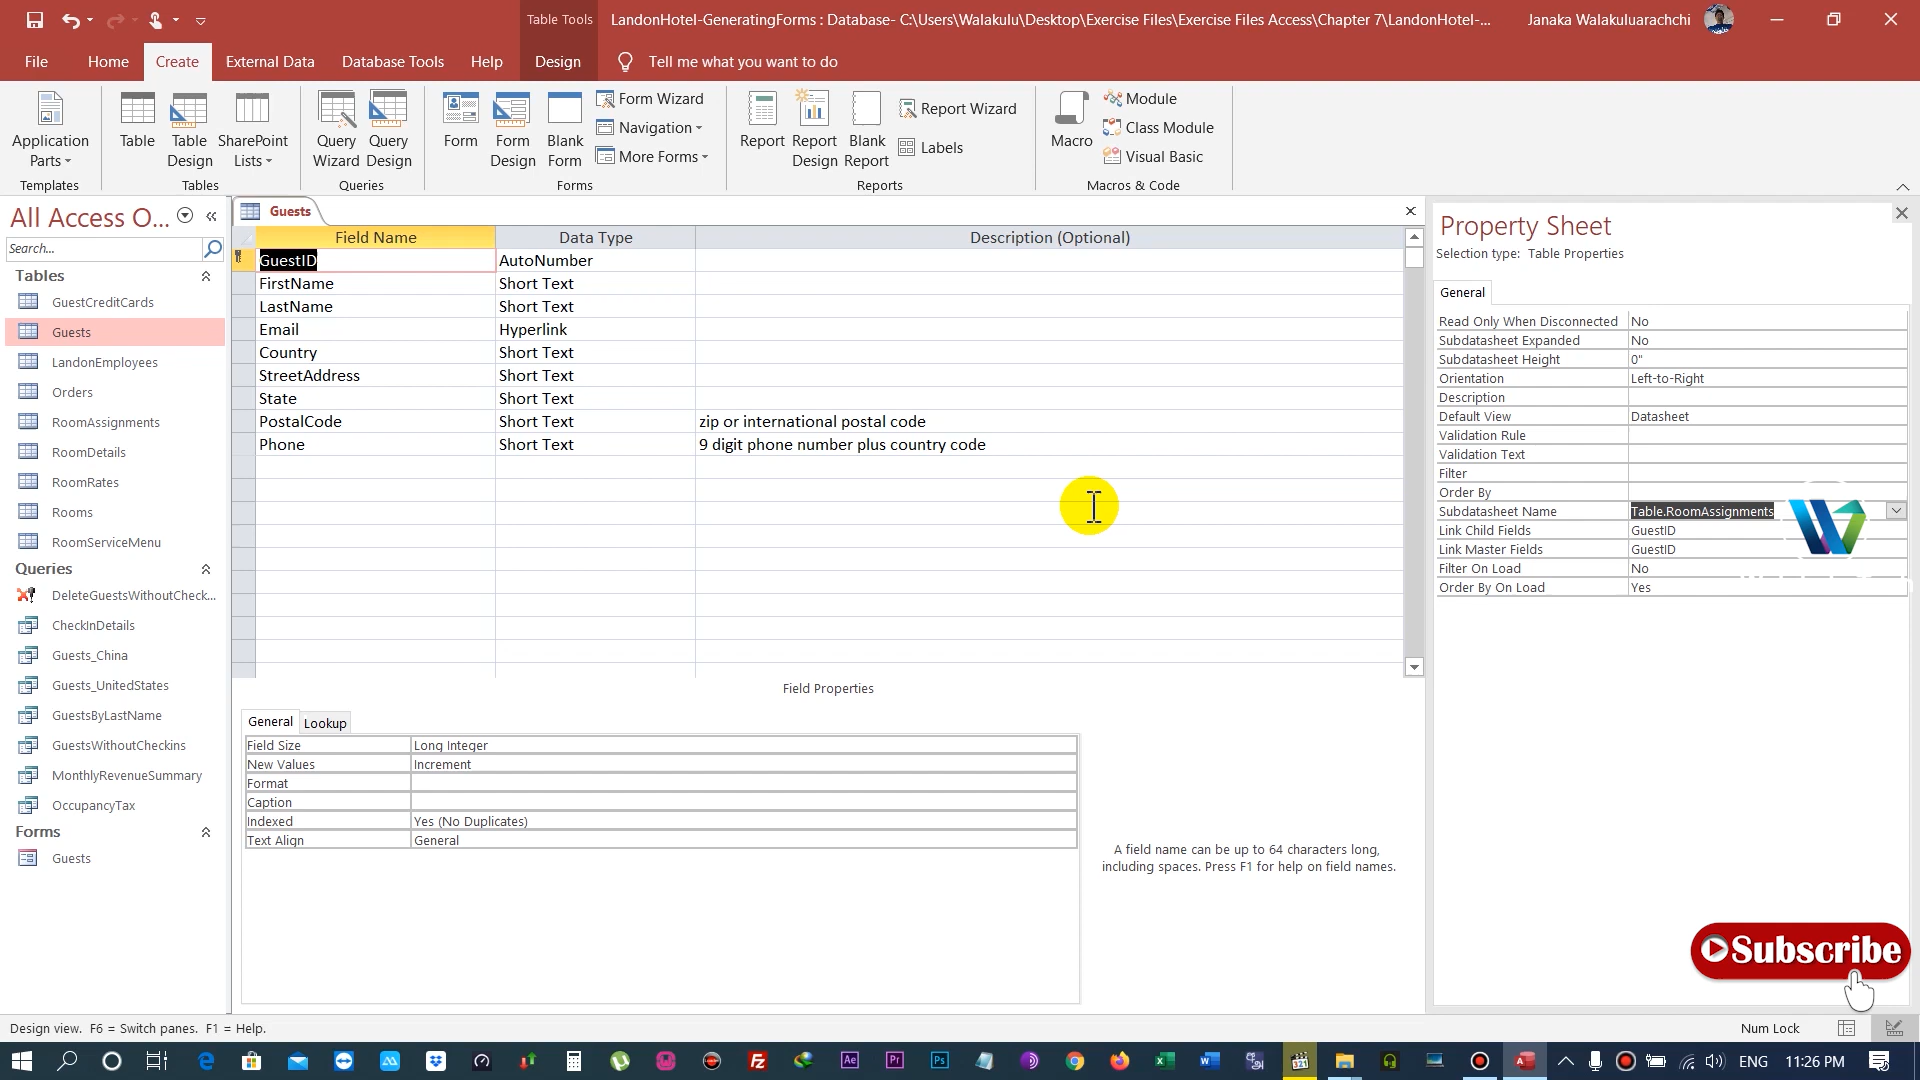 Table Tools
LandonHotel-GeneratingForms : Database- C:\Users\Walakulu\Desktop\Exercise Files\Exercise Files Access\Chapter 7\LandonHotel-...
Janaka Walakuluarachchi
File
Home
Create
External Data
Database Tools
Help
Design
Tell me what you want to do
Application
Parts
Templates
Table
Table
Design
SharePoint
Lists
Tables
Query
Wizard
Query
Design
Queries
Form
Form
Design
Blank
Form
Form Wizard
Navigation
More Forms
Forms
Report
Report
Design
Blank
Report
Report Wizard
Labels
Reports
Macro
Module
Class Module
Visual Basic
Macros & Code
All Access O...
Search...
Tables
GuestCreditCards
Guests
LandonEmployees
Orders
RoomAssignments
RoomDetails
RoomRates
Rooms
RoomServiceMenu
Queries
DeleteGuestsWithoutCheck...
CheckInDetails
Guests_China
Guests_UnitedStates
GuestsByLastName
GuestsWithoutCheckins
MonthlyRevenueSummary
OccupancyTax
Forms
Guests
Guests
Field Name Data Type Description (Optional)
GuestID AutoNumber
FirstName Short Text
LastName Short Text
Email Hyperlink
Country Short Text
StreetAddress Short Text
State Short Text
PostalCode Short Text zip or international postal code
Phone Short Text 9 digit phone number plus country code
Field Properties
General
Lookup
Field Size Long Integer
New Values Increment
Format
Caption
Indexed Yes (No Duplicates)
Text Align General
A field name can be up to 64 characters long,
including spaces. Press F1 for help on field names.
Property Sheet
Selection type: Table Properties
General
Read Only When Disconnected No
Subdatasheet Expanded No
Subdatasheet Height 0"
Orientation Left-to-Right
Description
Default View Datasheet
Validation Rule
Validation Text
Filter
Order By
Subdatasheet Name Table.RoomAssignments
Link Child Fields GuestID
Link Master Fields GuestID
Filter On Load No
Order By On Load Yes
Subscribe
Design view. F6 = Switch panes. F1 = Help.
Num Lock
Ae
Pr
Ps
321
ENG
11:26 PM